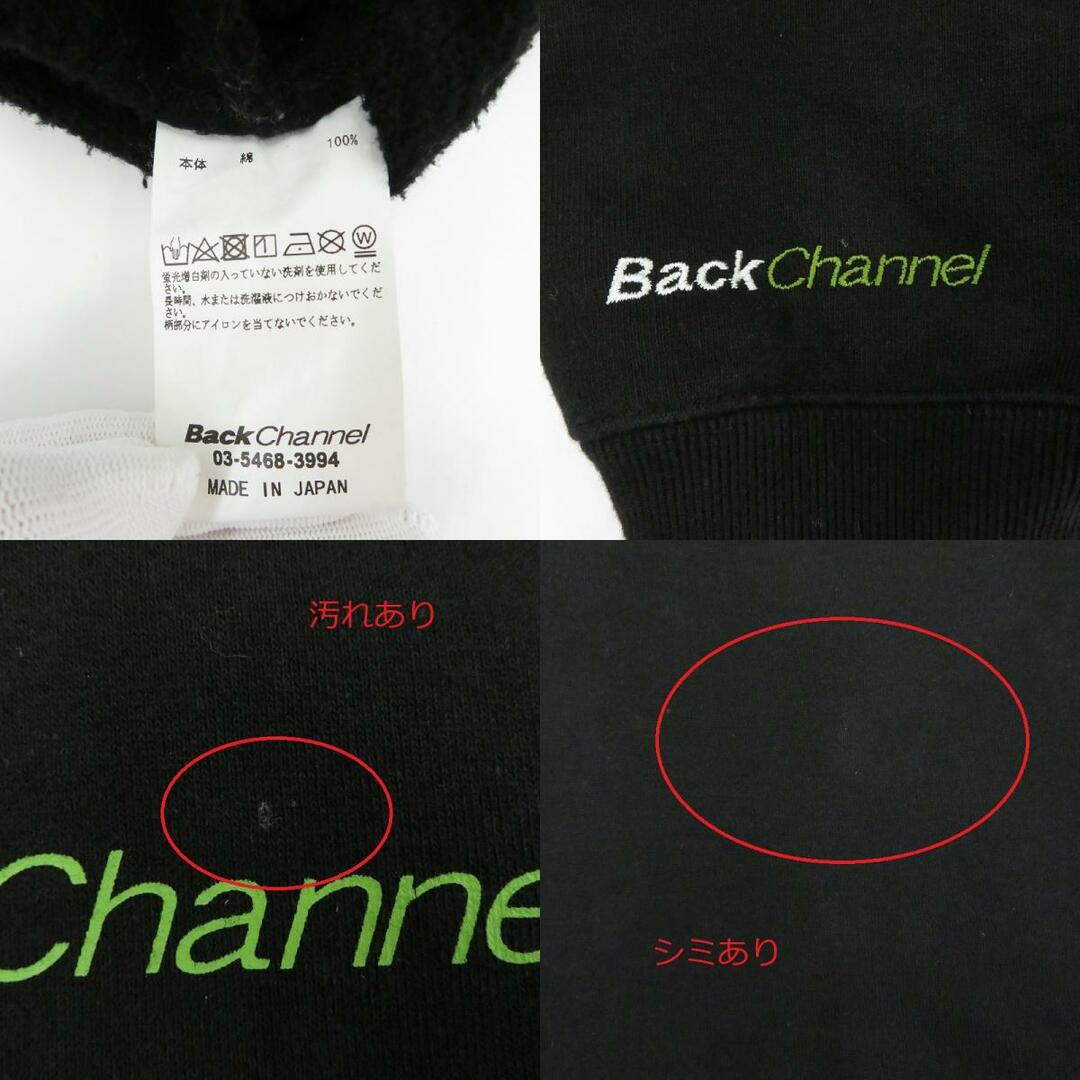 本体 綿 100%
蛍光増白剤の入っていない洗剤を使用してくだ
さい。
長時間、水または洗濯液につけおかないでくだ
さい。
柄部分にアイロンを当てないでください。
BackChannel
03-5468-3994
MADE IN JAPAN
BackChannel
汚れあり
Channe
シミあり